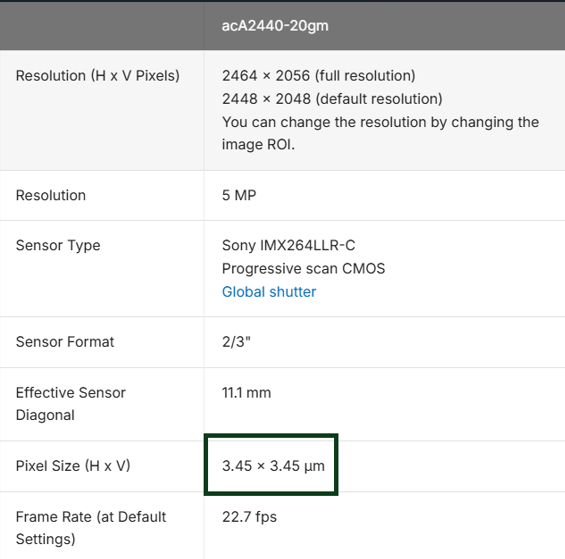 acA2440-20gm
Resolution (H x V Pixels)
2464 × 2056 (full resolution)
2448 × 2048 (default resolution)
You can change the resolution by changing the
image ROI.
Resolution
5 MP
Sensor Type
Sony IMX264LLR-C
Progressive scan CMOS
Global shutter
Sensor Format
2/3"
Effective Sensor
Diagonal
11.1 mm
Pixel Size (H x V)
3.45 × 3.45 µm
Frame Rate (at Default
Settings)
22.7 fps